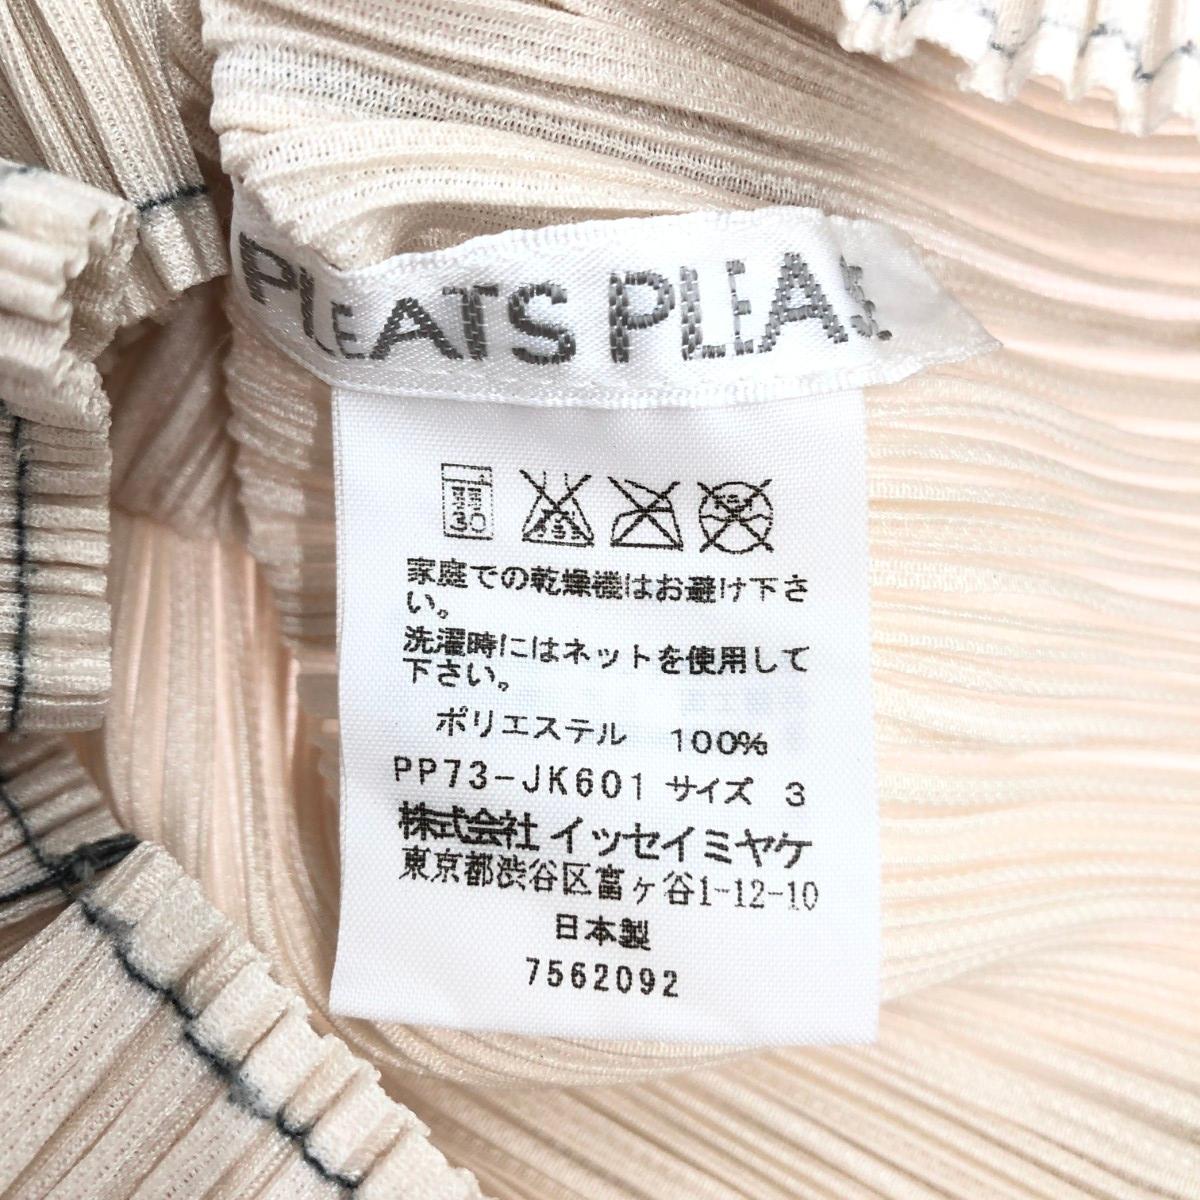 PLEATS PLEAS
30
家庭での乾燥機はお避け下さ
い。
洗濯時にはネットを使用して
下さい。
ポリエステル 100%
PP73-JK601 サイズ 3
株式会社 イッセイミヤケ
東京都渋谷区富ヶ谷1-12-10
日本製
7562092